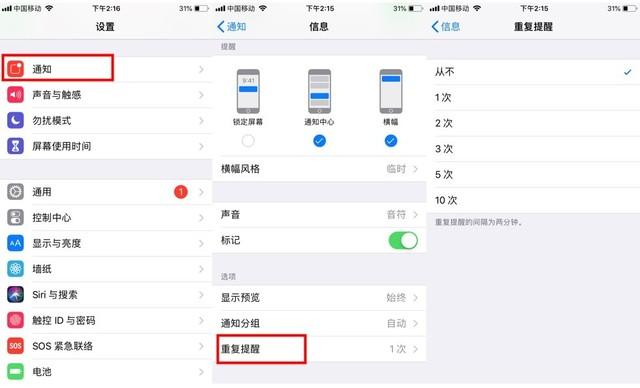 中国移动 下午2:16 31%
设置
通知
声音与触感
勿扰模式
屏幕使用时间
通用 1
控制中心
显示与亮度
AA
墙纸
Siri 与搜索
触控 ID 与密码
SOS SOS 紧急联络
电池
中国移动 下午2:15 31%
通知 信息
提醒
9:41
锁定屏幕 通知中心 横幅
横幅风格 临时
声音 音符
标记
选项
显示预览 始终
通知分组 自动
重复提醒 1 次
中国移动 下午2:15 31%
信息 重复提醒
从不
1 次
2 次
3 次
5 次
10 次
重复提醒的间隔为两分钟。